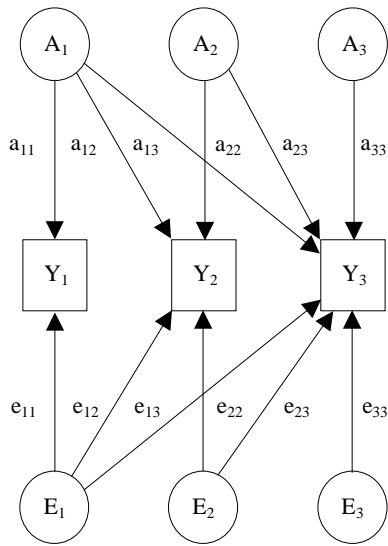 A₁ A₂ A₃
a₁₁ a₁₂ a₁₃ a₂₂ a₂₃ a₃₃
Y₁ Y₂ Y₃
e₁₁ e₁₂ e₁₃ e₂₂ e₂₃ e₃₃
E₁ E₂ E₃